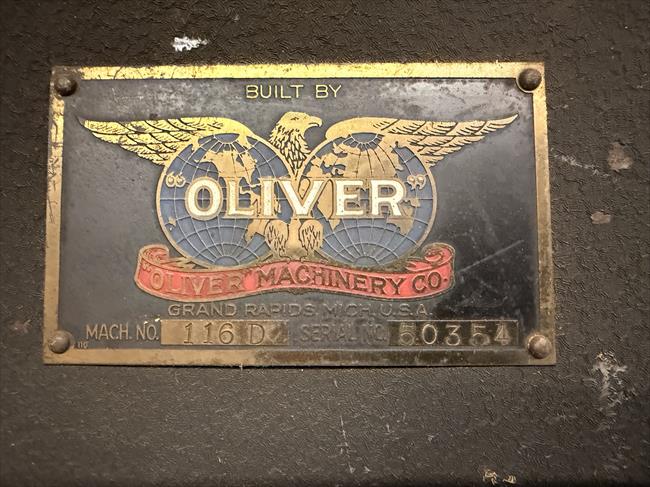 BUILT BY
"OLIVER"
"OLIVER" MACHINERY CO.
GRAND RAPIDS, MICH., U.S.A.
MACH. NO. 116 D SERIAL NO. 50354